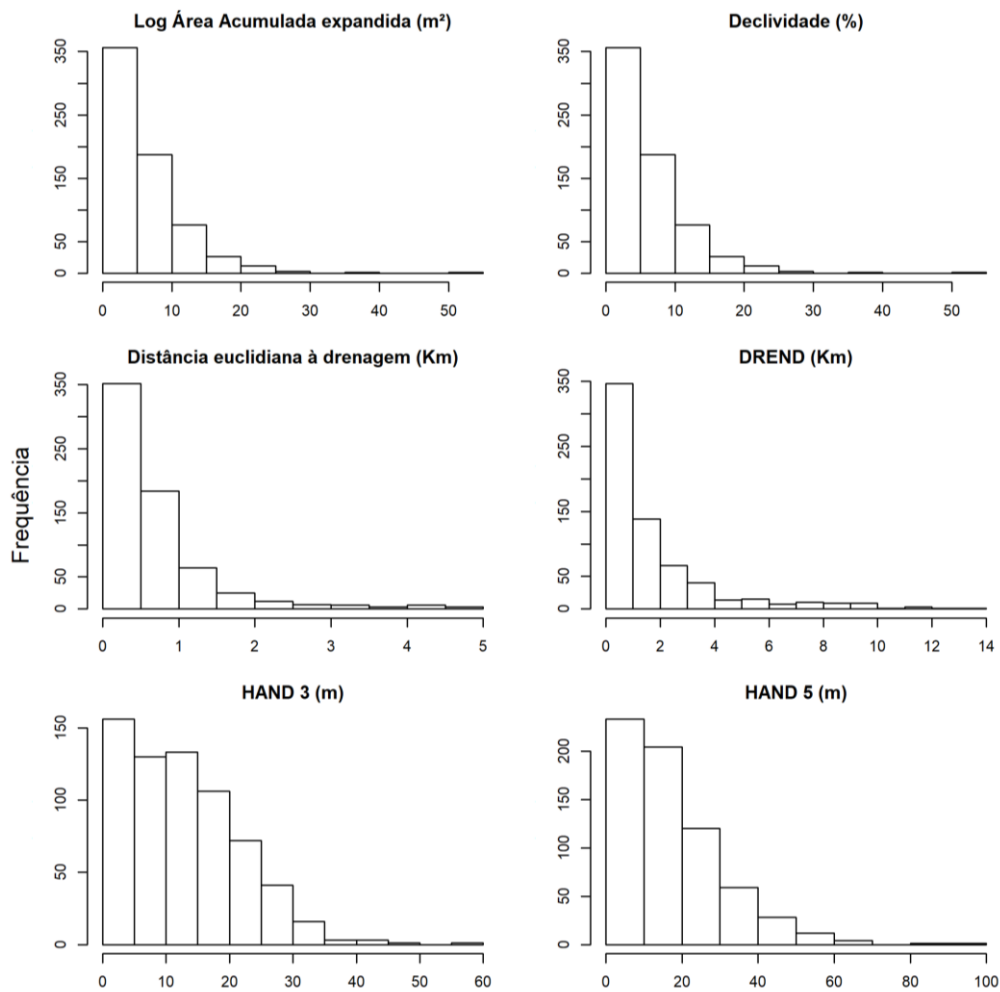 Log Área Acumulada expandida (m²)
Declividade (%)
350
250
150
50
0
0 10 20 30 40 50
350
250
150
50
0
0 10 20 30 40 50
Distância euclidiana à drenagem (Km)
DREND (Km)
Frequência
350
250
150
50
0
0 1 2 3 4 5
350
250
150
50
0
0 2 4 6 8 10 12 14
HAND 3 (m)
HAND 5 (m)
150
100
50
0
0 10 20 30 40 50 60
200
150
100
50
0
0 20 40 60 80 100